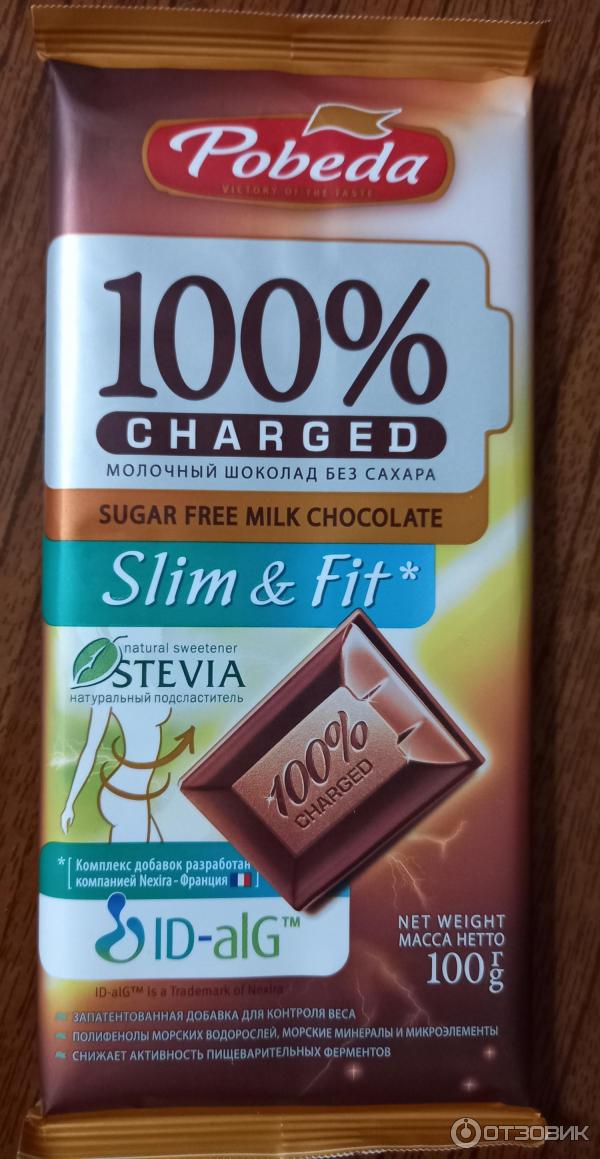 Pobeda
VICTORY OF THE TASTE
100%
CHARGED
МОЛОЧНЫЙ ШОКОЛАД БЕЗ САХАРА
SUGAR FREE MILK CHOCOLATE
Slim & Fit*
natural sweetener
STEVIA
натуральный подсластитель
100%
CHARGED
* [ Комплекс добавок разработан
компанией Nexira - Франция ]
ID-alG™
NET WEIGHT
МАССА НЕТТО
100 г g
ID-alG™ is a Trademark of Nexira
ЗАПАТЕНТОВАННАЯ ДОБАВКА ДЛЯ КОНТРОЛЯ ВЕСА
ПОЛИФЕНОЛЫ МОРСКИХ ВОДОРОСЛЕЙ, МОРСКИЕ МИНЕРАЛЫ И МИКРОЭЛЕМЕНТЫ
СНИЖАЕТ АКТИВНОСТЬ ПИЩЕВАРИТЕЛЬНЫХ ФЕРМЕНТОВ
ОТЗОВИК